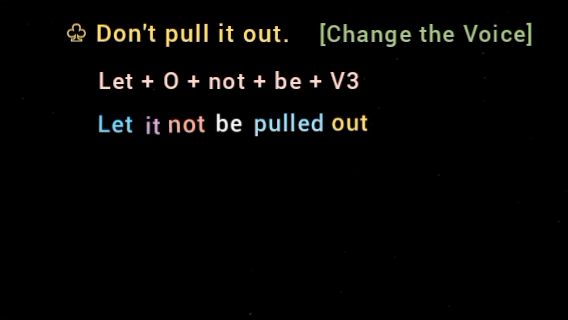 ♧ Don't pull it out. [Change the Voice]
Let + O + not + be + V3
Let it not be pulled out